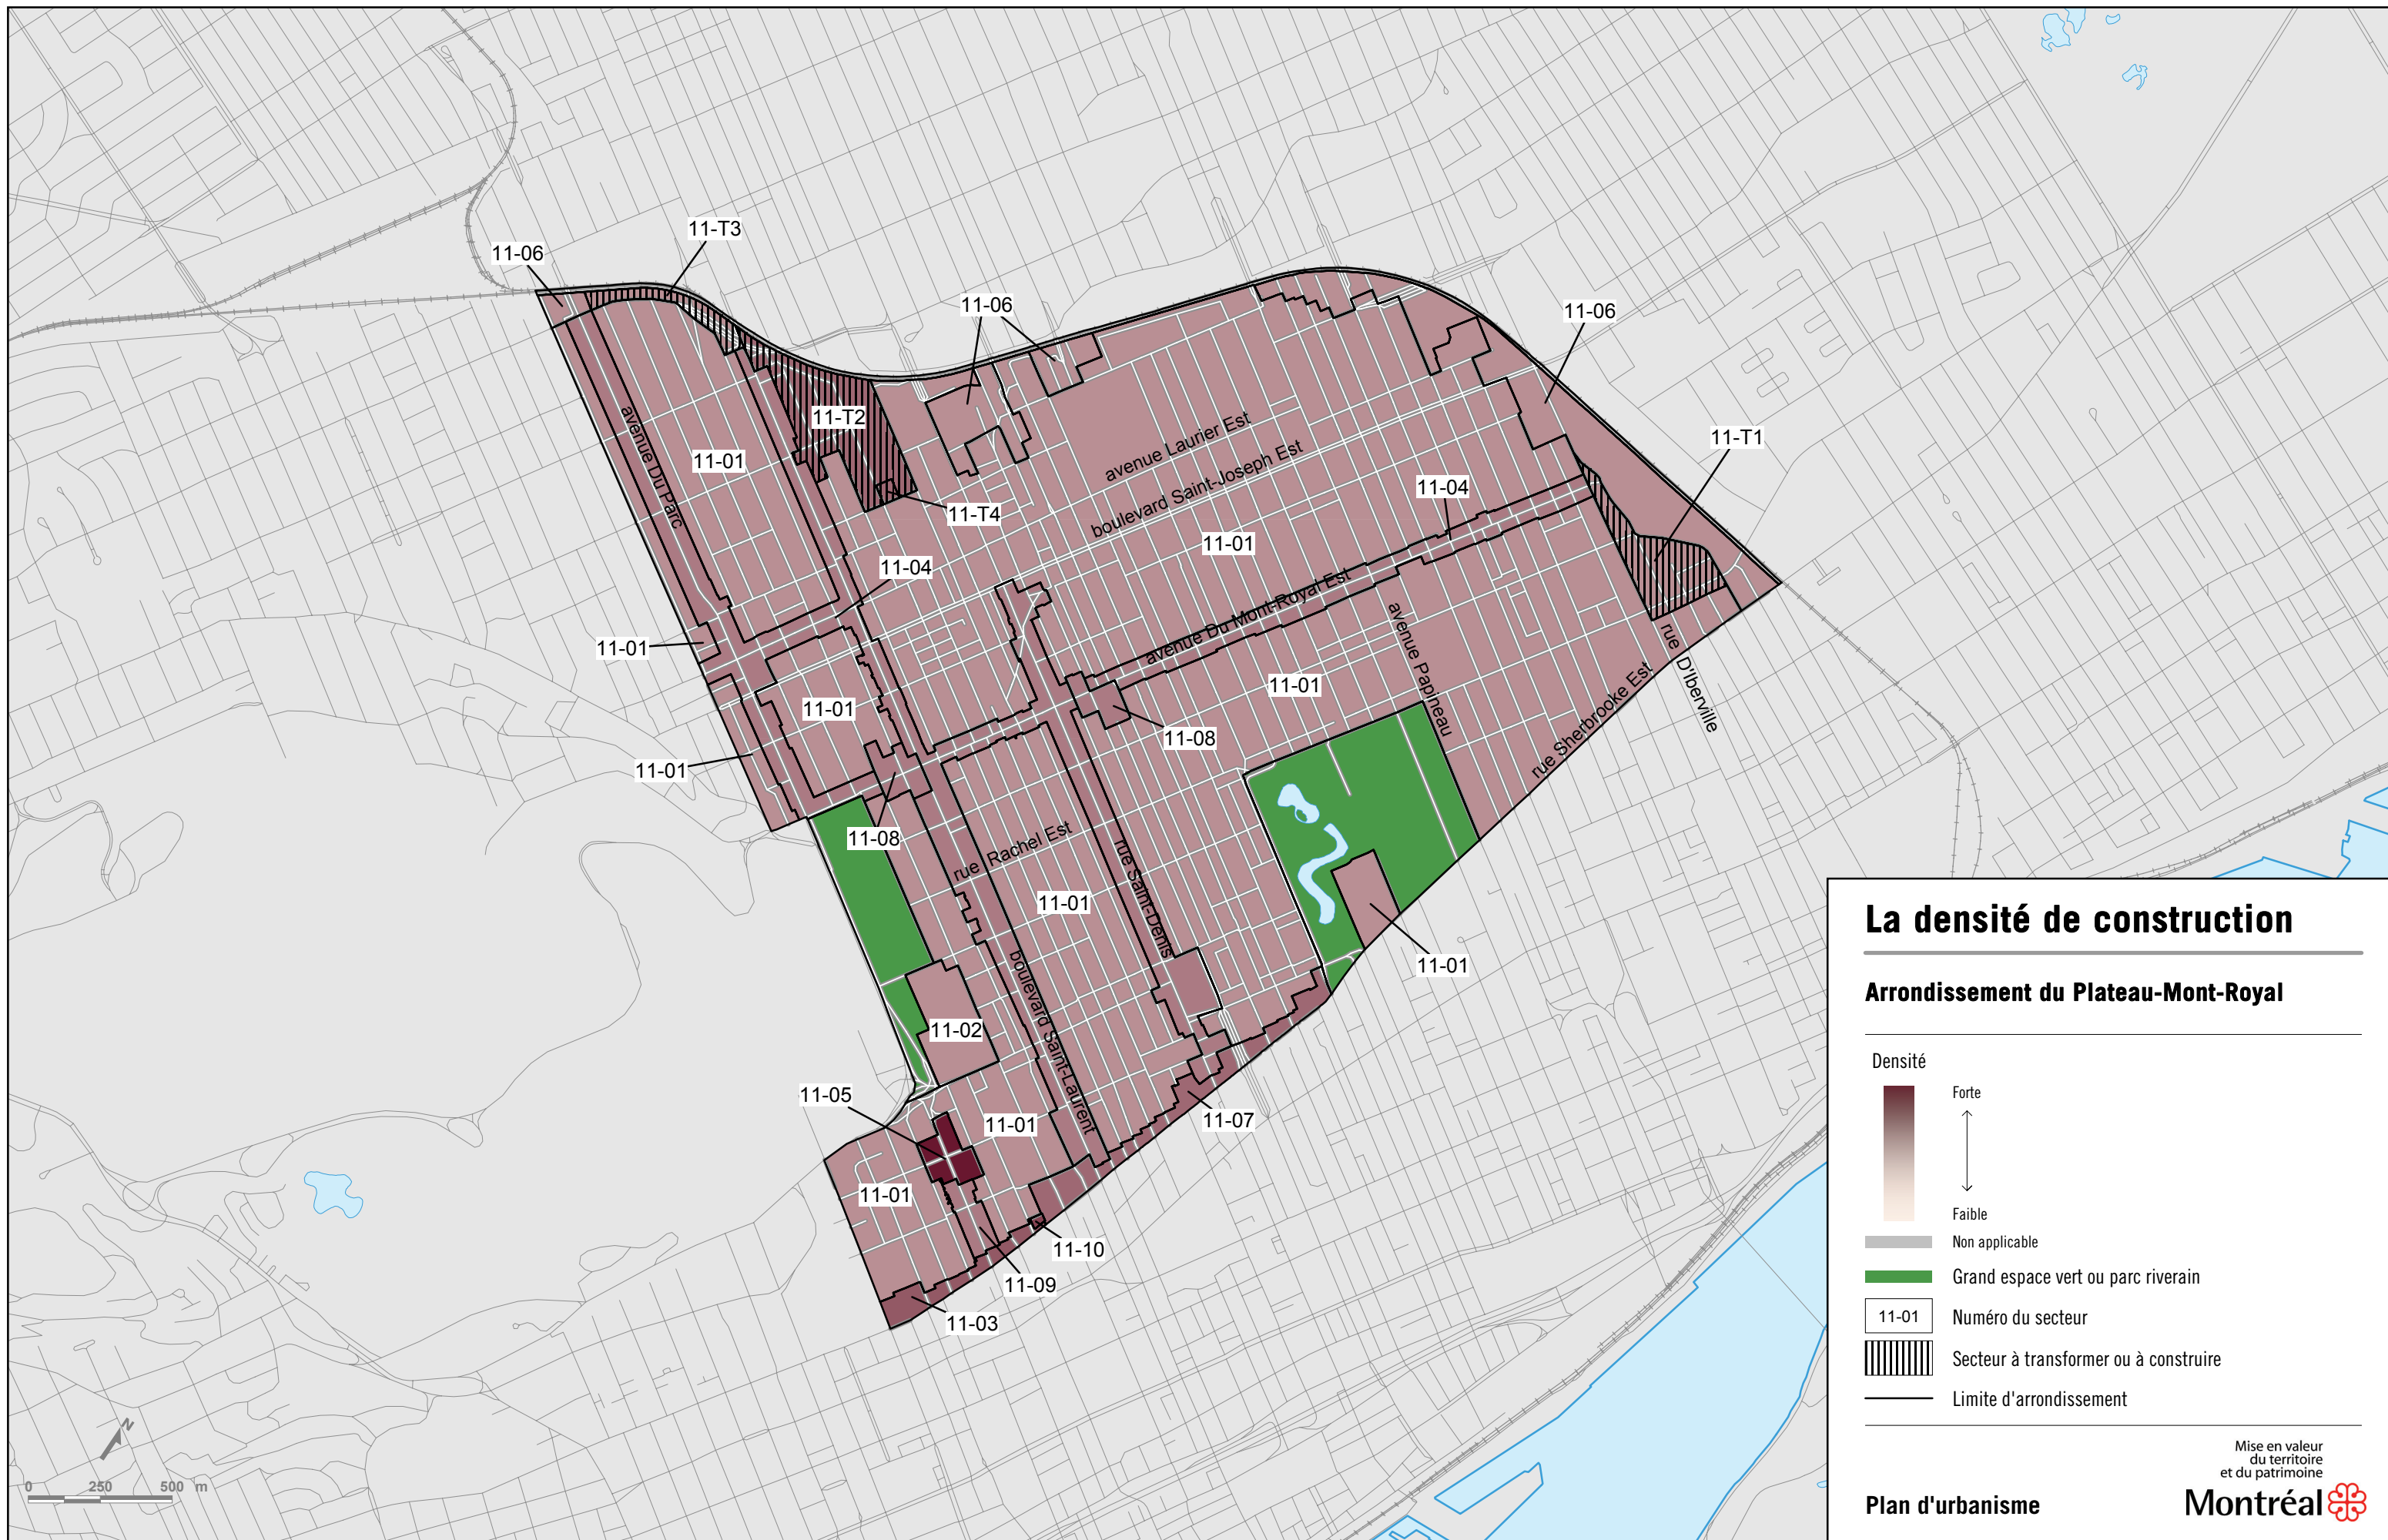 11-T3
11-06
11-06
11-06
11-T2
11-01
11-T1
11-04
11-T4
11-01
11-04
11-01
11-01
11-01
11-08
11-01
11-08
11-01
11-01
11-02
11-05
11-01
11-07
11-01
11-10
11-09
11-03
avenue Du Parc
avenue Laurier Est
boulevard Saint-Joseph Est
avenue Du Mont-Royal Est
avenue Papineau
rue D'Iberville
rue Sherbrooke Est
rue Rachel Est
rue Saint-Denis
boulevard Saint-Laurent
N
0 250 500 m
La densité de construction
Arrondissement du Plateau-Mont-Royal
Densité
Forte
Faible
Non applicable
Grand espace vert ou parc riverain
11-01 Numéro du secteur
Secteur à transformer ou à construire
Limite d'arrondissement
Mise en valeur
du territoire
et du patrimoine
Plan d'urbanisme
Montréal